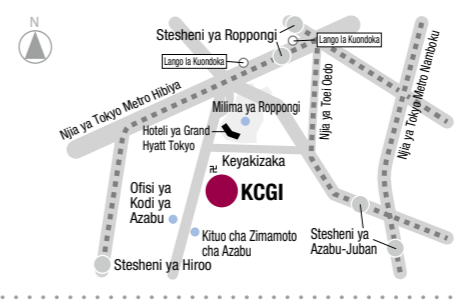 N
Stesheni ya Roppongi
Lango la Kuondoka
Lango la Kuondoka
Njia ya Tokyo Metro Hibiya
Njia ya Toei Oedo
Njia ya Tokyo Metro Namboku
Milima ya Roppongi
Hoteli ya Grand
Hyatt Tokyo
Keyakizaka
卍
KCGI
Ofisi ya
Kodi ya
Azabu
Kituo cha Zimamoto
cha Azabu
Stesheni ya
Azabu-Juban
Stesheni ya Hiroo